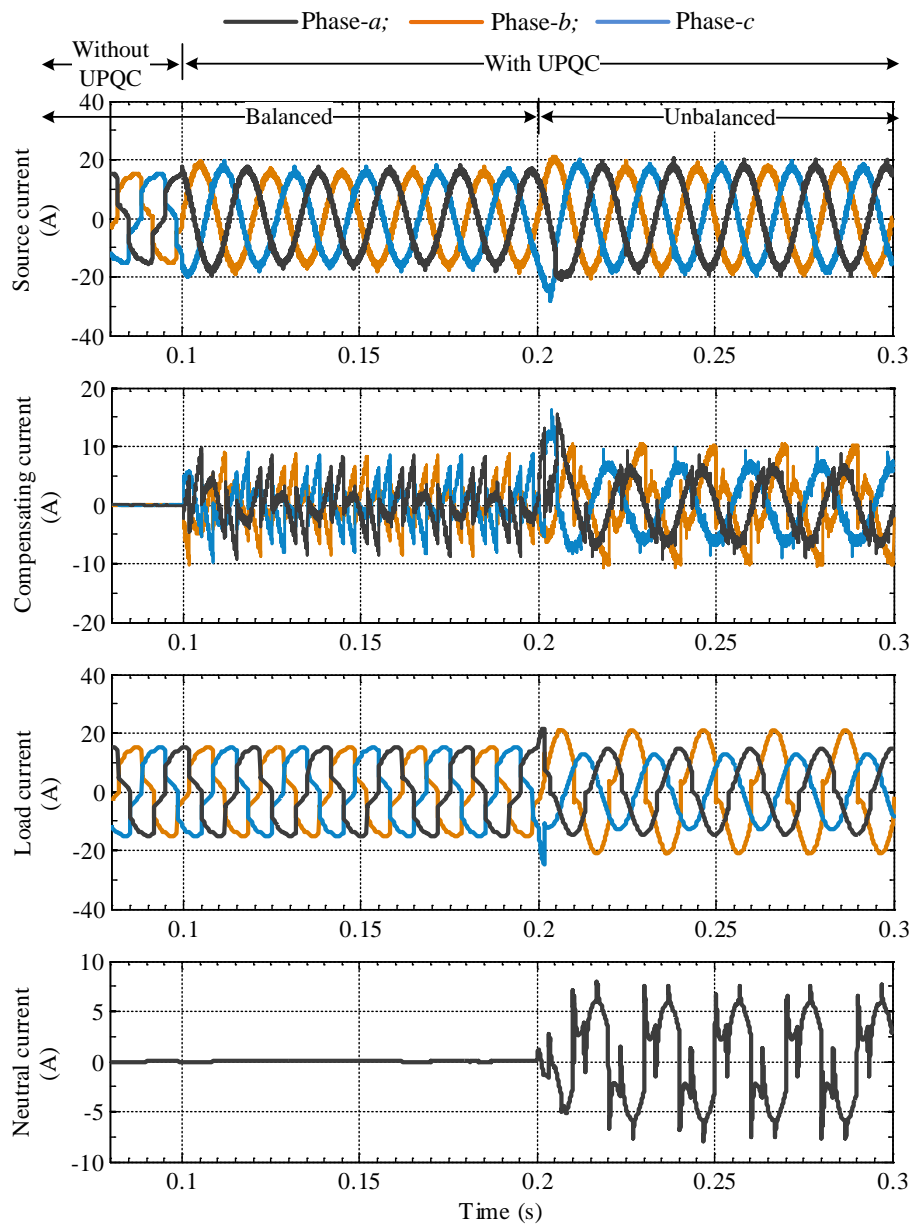 Phase-a; Phase-b; Phase-c
Without
UPQC
With UPQC
Balanced
Unbalanced
Source current
(A)
40
20
0
-20
-40
0.1 0.15 0.2 0.25 0.3
Compensating current
(A)
20
10
0
-10
-20
0.1 0.15 0.2 0.25 0.3
Load current
(A)
40
20
0
-20
-40
0.1 0.15 0.2 0.25 0.3
Neutral current
(A)
10
5
0
-5
-10
0.1 0.15 0.2 0.25 0.3
Time (s)